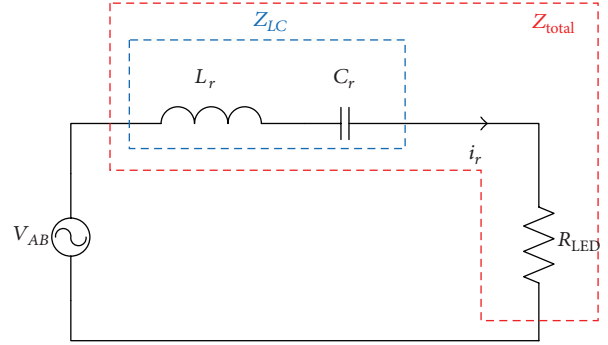 Z_LC
Z_total
L_r
C_r
i_r
V_AB
R_LED